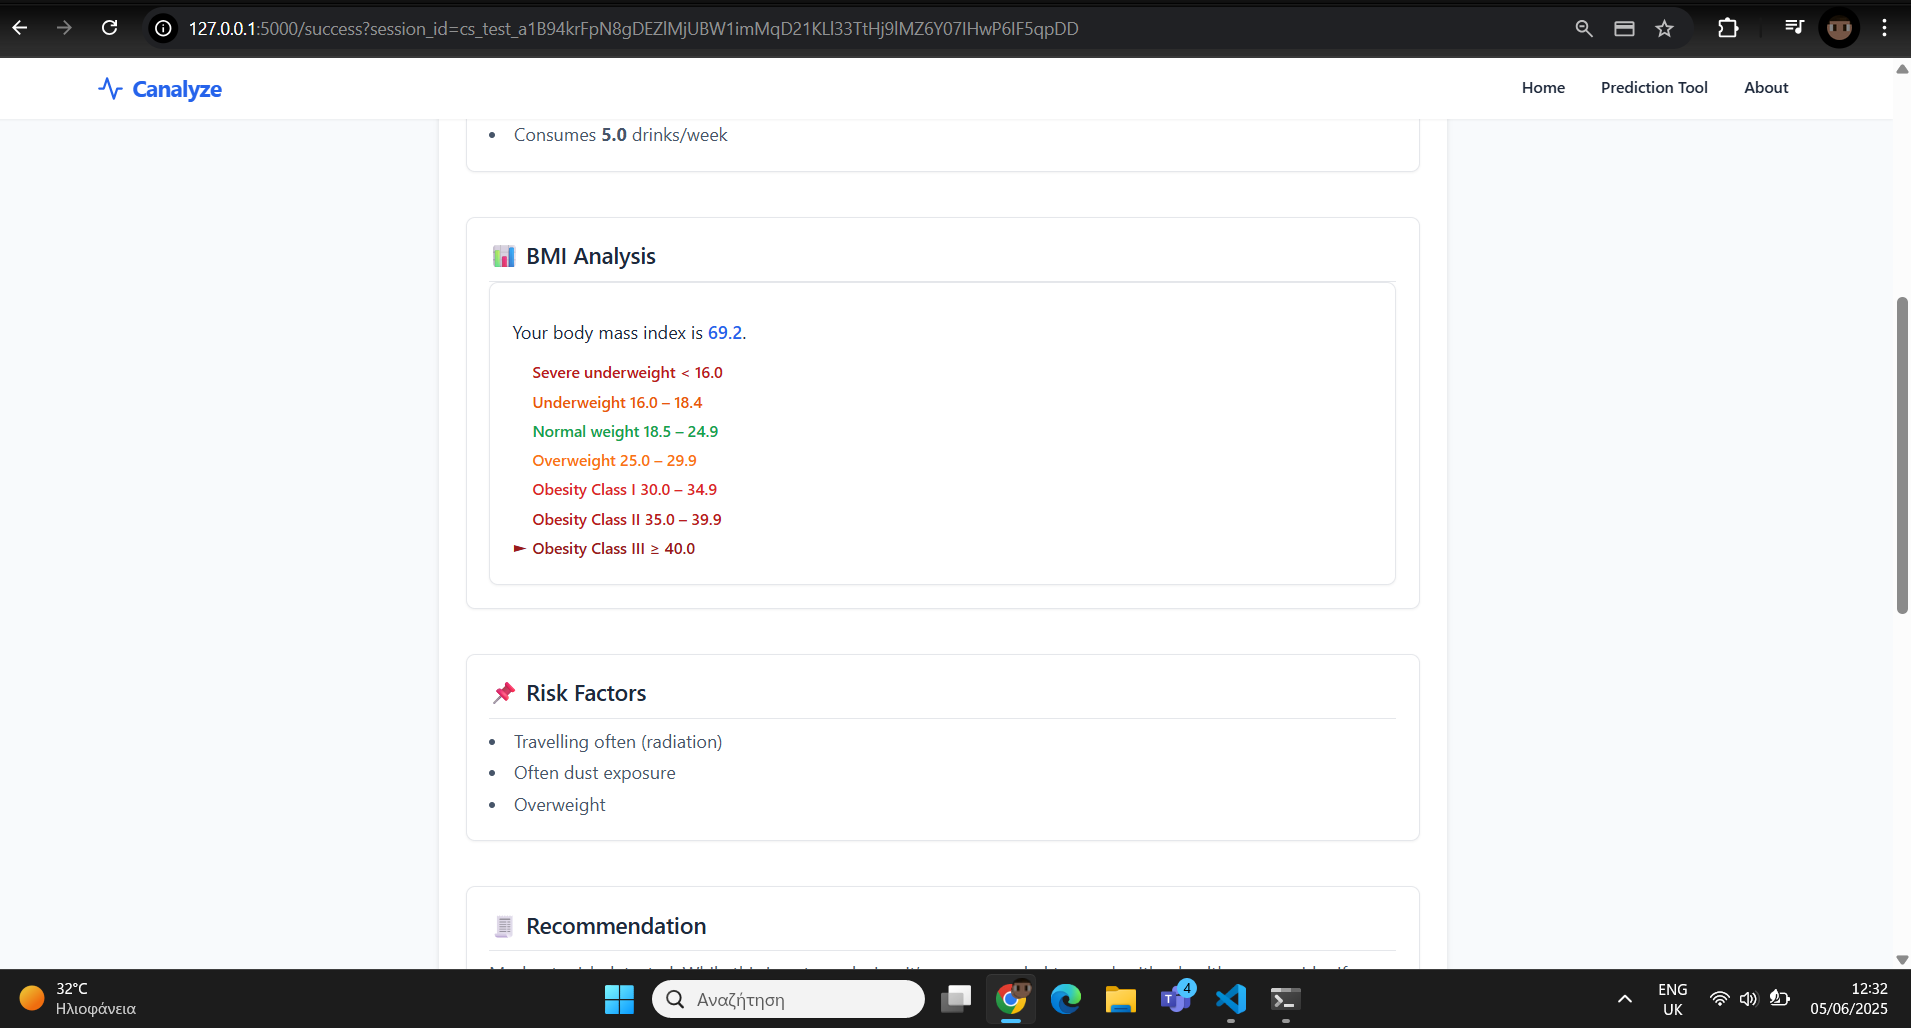 127.0.0.1:5000/success?session_id=cs_test_a1B94krFpN8gDEZlMjUBW1imMqD21KLl33TtHj9lMZ6Y07IHwP6IF5qpDD
Canalyze
Home
Prediction Tool
About
• Consumes 5.0 drinks/week
BMI Analysis
Your body mass index is 69.2.
Severe underweight < 16.0
Underweight 16.0 – 18.4
Normal weight 18.5 – 24.9
Overweight 25.0 – 29.9
Obesity Class I 30.0 – 34.9
Obesity Class II 35.0 – 39.9
► Obesity Class III ≥ 40.0
Risk Factors
• Travelling often (radiation)
• Often dust exposure
• Overweight
Recommendation
32°C
Ηλιοφάνεια
Αναζήτηση
4
ENG
UK
12:32
05/06/2025